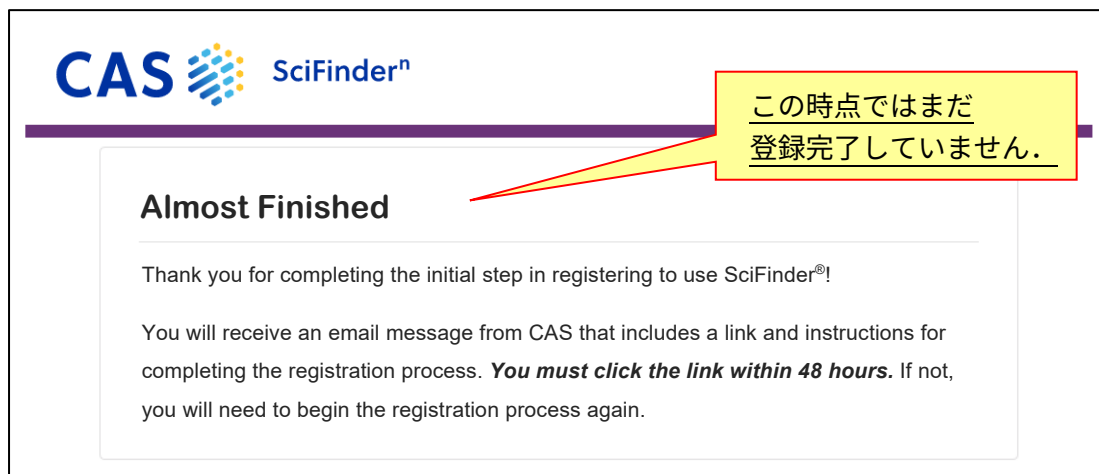 CAS SciFinderⁿ
この時点ではまだ
登録完了していません．
Almost Finished
Thank you for completing the initial step in registering to use SciFinder®!
You will receive an email message from CAS that includes a link and instructions for
completing the registration process. You must click the link within 48 hours. If not,
you will need to begin the registration process again.